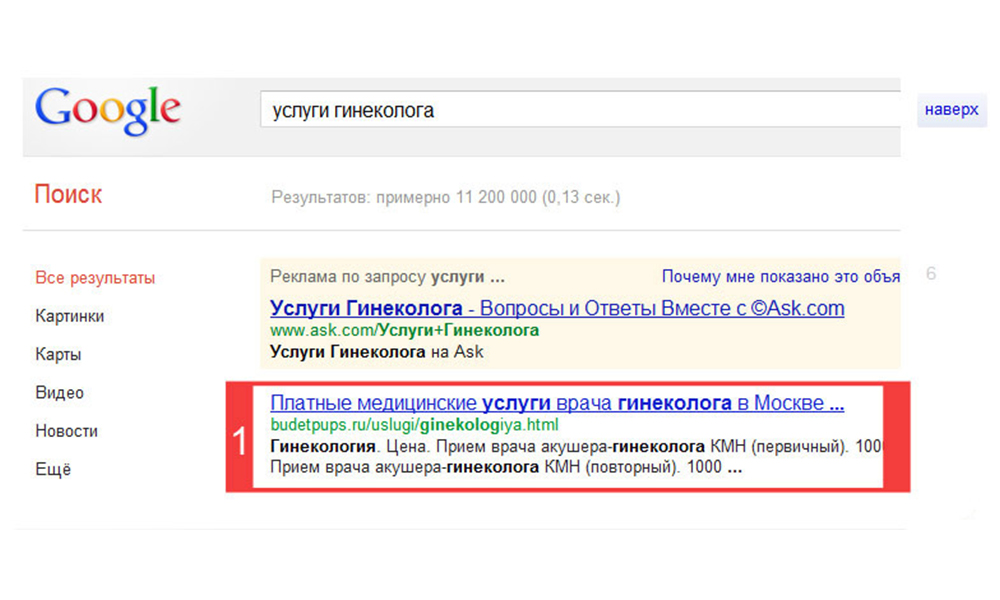 Google
услуги гинеколога
наверх
Поиск
Результатов: примерно 11 200 000 (0,13 сек.)
Все результаты
Картинки
Карты
Видео
Новости
Ещё
Реклама по запросу услуги ...
Почему мне показано это объя
6
Услуги Гинеколога - Вопросы и Ответы Вместе с ©Ask.com
www.ask.com/Услуги+Гинеколога
Услуги Гинеколога на Ask
1
Платные медицинские услуги врача гинеколога в Москве ...
budetpups.ru/uslugi/ginekologiya.html
Гинекология. Цена. Прием врача акушера-гинеколога КМН (первичный). 100
Прием врача акушера-гинеколога КМН (повторный). 1000 ...